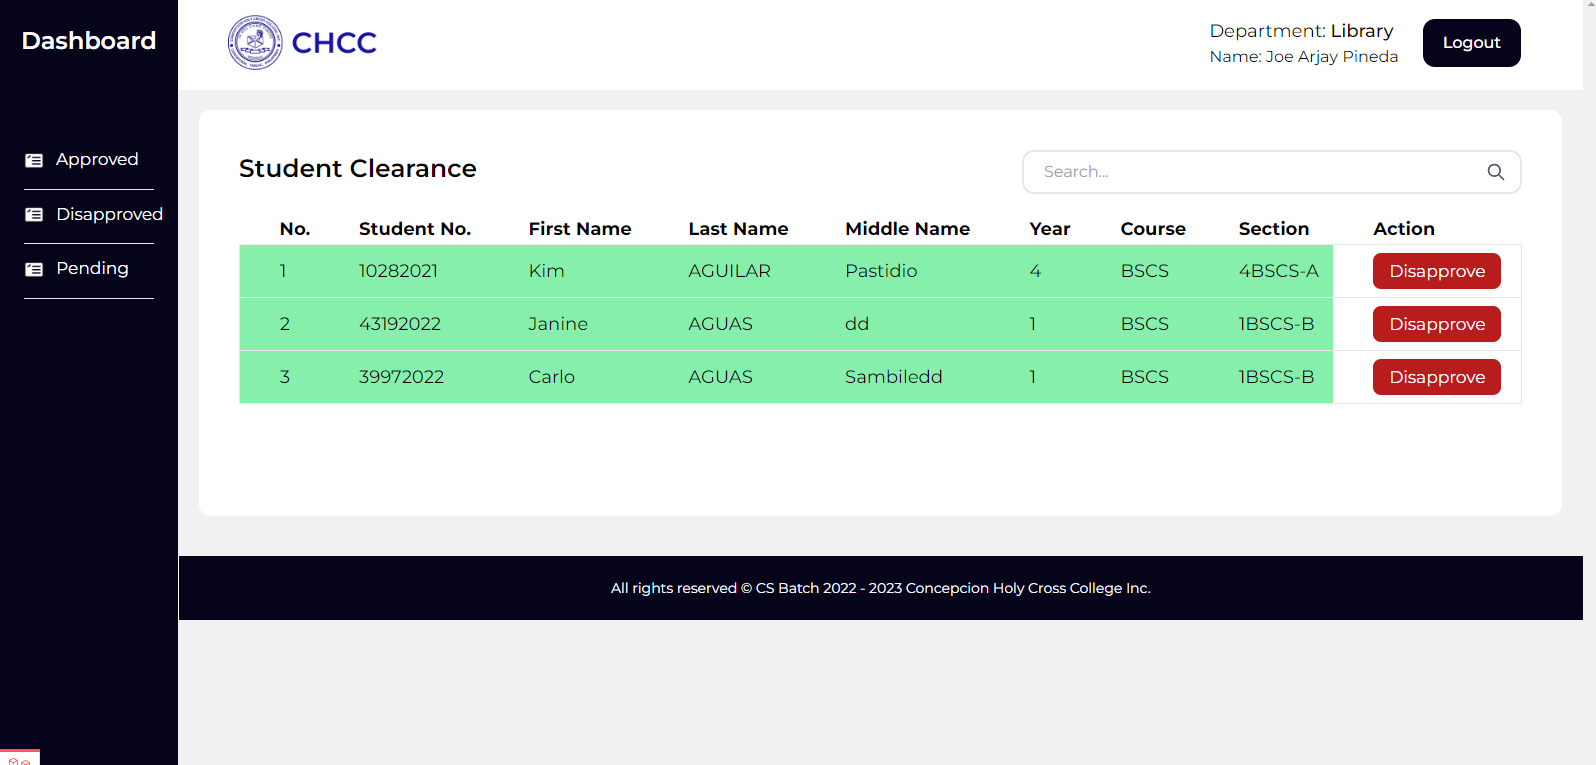 Dashboard
CHCC
Department: Library
Name: Joe Arjay Pineda
Logout
Approved
Disapproved
Pending
Student Clearance
Search...
No. Student No. First Name Last Name Middle Name Year Course Section Action
1 10282021 Kim AGUILAR Pastidio 4 BSCS 4BSCS-A Disapprove
2 43192022 Janine AGUAS dd 1 BSCS 1BSCS-B Disapprove
3 39972022 Carlo AGUAS Sambiledd 1 BSCS 1BSCS-B Disapprove
All rights reserved © CS Batch 2022 - 2023 Concepcion Holy Cross College Inc.